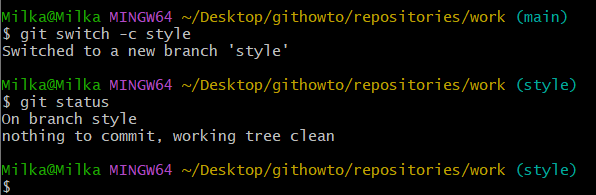 Milka@Milka MINGW64 ~/Desktop/githowto/repositories/work (main)
$ git switch -c style
Switched to a new branch 'style'
Milka@Milka MINGW64 ~/Desktop/githowto/repositories/work (style)
$ git status
On branch style
nothing to commit, working tree clean
Milka@Milka MINGW64 ~/Desktop/githowto/repositories/work (style)
$